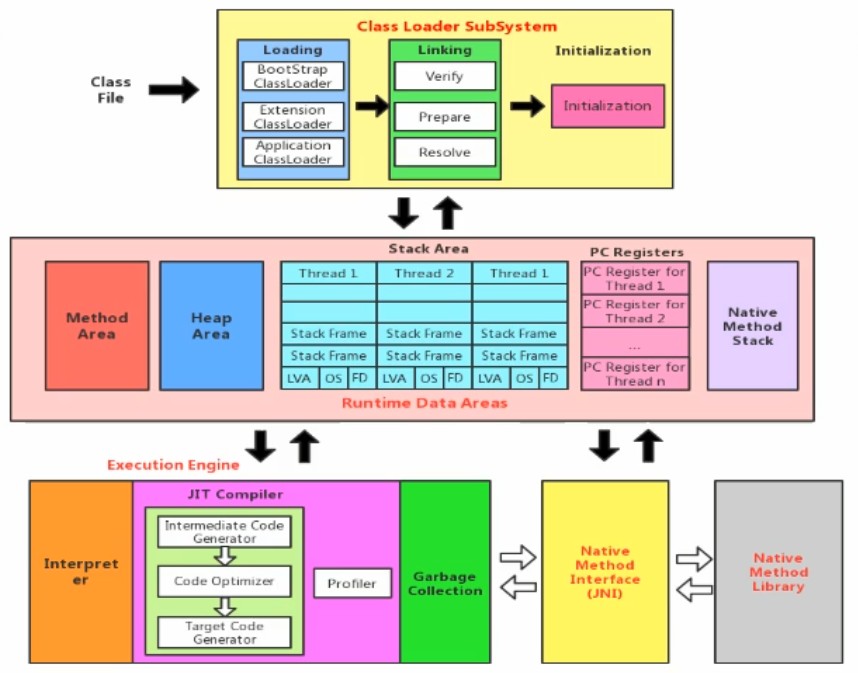 Class Loader SubSystem
Class
File
Loading
BootStrap
ClassLoader
Extension
ClassLoader
Application
ClassLoader
Linking
Verify
Prepare
Resolve
Initialization
Initialization
Method
Area
Heap
Area
Stack Area
Thread 1
Thread 2
Thread 1
Stack Frame
Stack Frame
Stack Frame
Stack Frame
Stack Frame
Stack Frame
LVA
OS
FD
LVA
OS
FD
LVA
OS
FD
PC Registers
PC Register for
Thread 1
PC Register for
Thread 2
...
PC Register for
Thread n
Native
Method
Stack
Runtime Data Areas
Execution Engine
Interpret
er
JIT Compiler
Intermediate Code
Generator
Code Optimizer
Target Code
Generator
Profiler
Garbage
Collection
Native
Method
Interface
(JNI)
Native
Method
Library